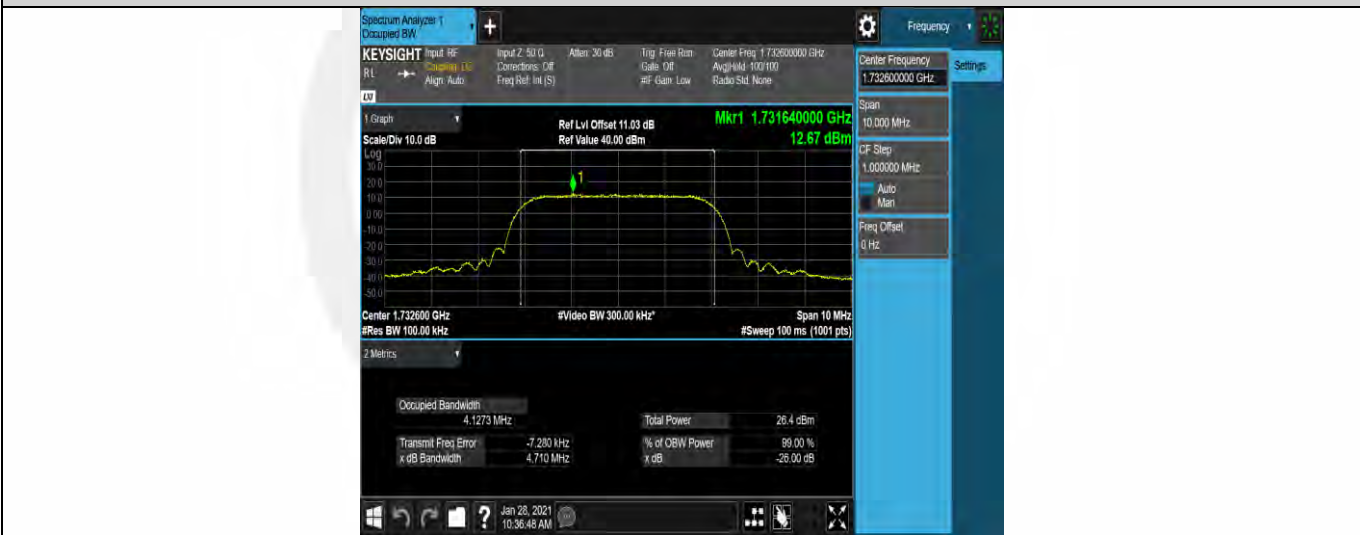 Spectrum Analyzer 1
Occupied BW
Frequency
KEYSIGHT Input: RF
Input Z: 50 Ω
Atten: 30 dB
Trig: Free Run
Center Freq: 1.732600000 GHz
RL
Coupling: DC
Corrections: Off
Gate: Off
Avg|Hold: 100/100
Align: Auto
Freq Ref: Int (S)
#IF Gain: Low
Radio Std: None
LXI
Center Frequency
1.732600000 GHz
Settings
Span
10.000 MHz
CF Step
1.000000 MHz
Auto
Man
Freq Offset
0 Hz
1 Graph
Scale/Div 10.0 dB
Ref Lvl Offset 11.03 dB
Ref Value 40.00 dBm
Mkr1 1.731640000 GHz
12.67 dBm
Log
30.0
20.0
10.0
0.00
-10.0
-20.0
-30.0
-40.0
-50.0
1
Center 1.732600 GHz
#Video BW 300.00 kHz*
Span 10 MHz
#Res BW 100.00 kHz
#Sweep 100 ms (1001 pts)
2 Metrics
Occupied Bandwidth
4.1273 MHz
Total Power
26.4 dBm
Transmit Freq Error
-7.280 kHz
% of OBW Power
99.00 %
x dB Bandwidth
4.710 MHz
x dB
-26.00 dB
?
Jan 28, 2021
10:36:48 AM